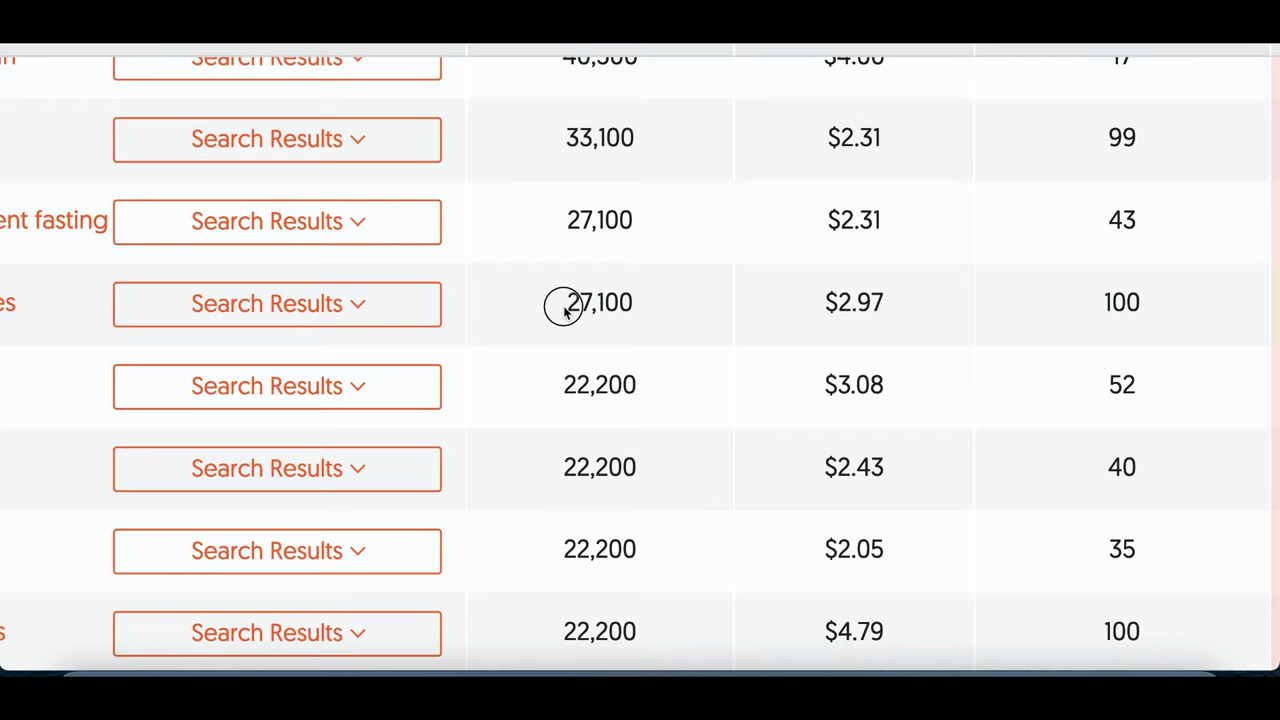 Search Results
33,100 $2.31 99
Search Results
ent fasting 27,100 $2.31 43
Search Results
es 27,100 $2.97 100
Search Results
22,200 $3.08 52
Search Results
22,200 $2.43 40
Search Results
22,200 $2.05 35
Search Results
s 22,200 $4.79 100
Search Results